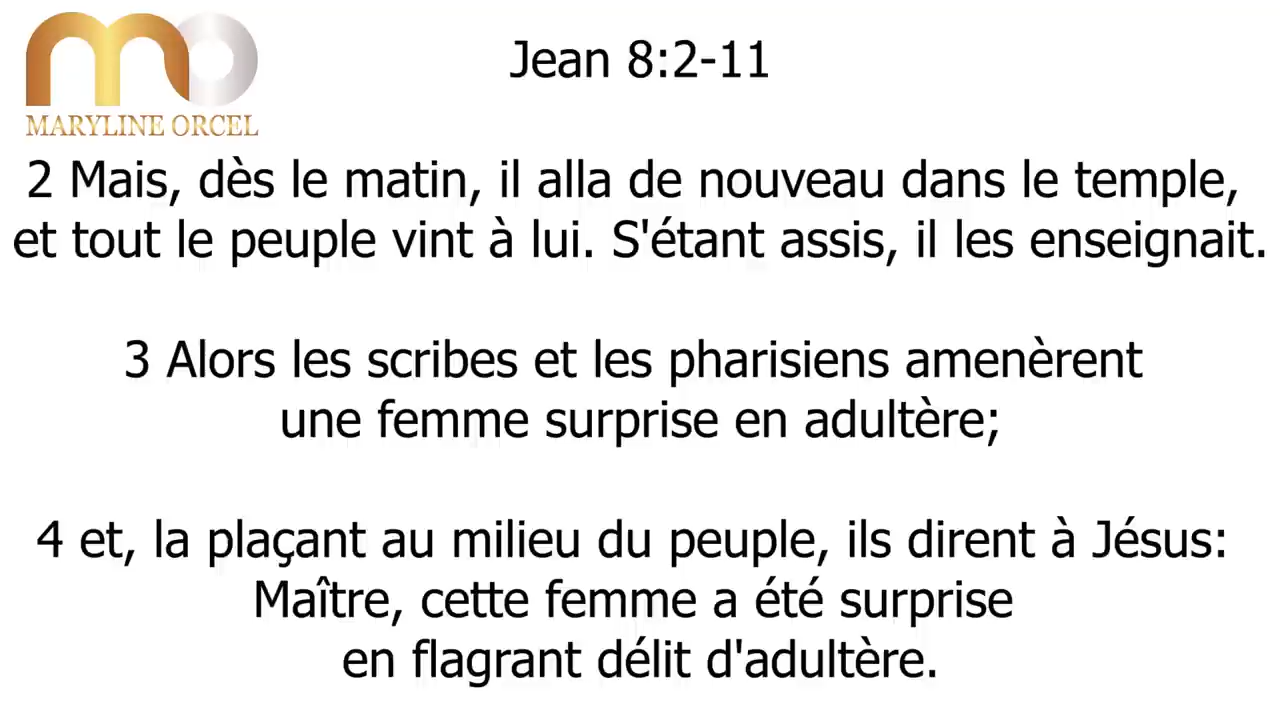 MARYLINE ORCEL
Jean 8:2-11
2 Mais, dès le matin, il alla de nouveau dans le temple,
et tout le peuple vint à lui. S'étant assis, il les enseignait.
3 Alors les scribes et les pharisiens amenèrent
une femme surprise en adultère;
4 et, la plaçant au milieu du peuple, ils dirent à Jésus:
Maître, cette femme a été surprise
en flagrant délit d'adultère.